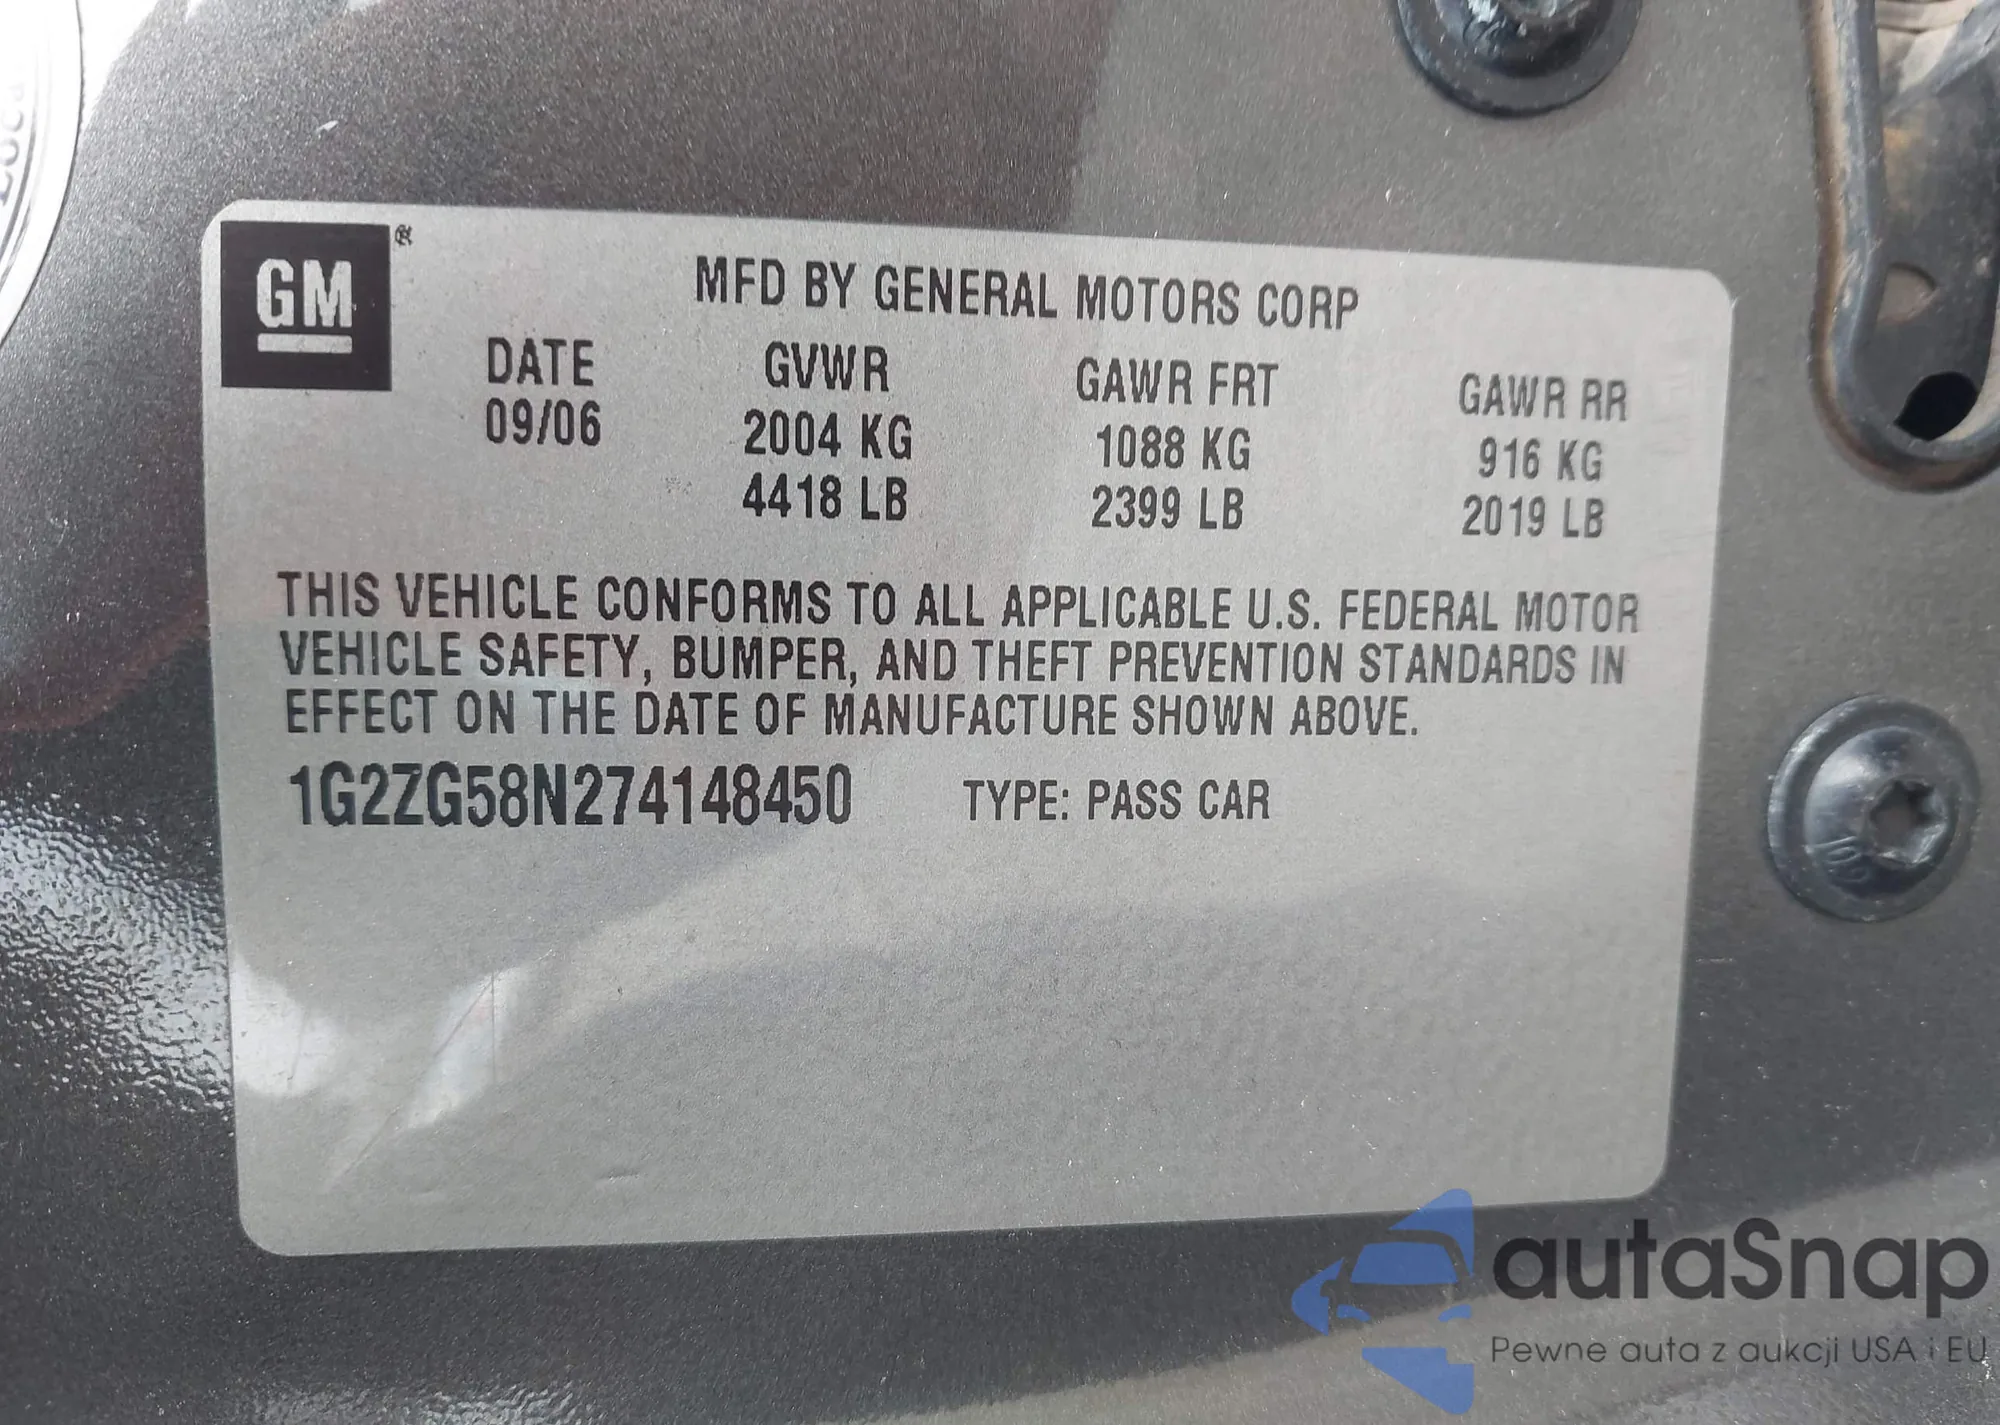 GM®
MFD BY GENERAL MOTORS CORP
DATE GVWR GAWR FRT GAWR RR
09/06 2004 KG 1088 KG 916 KG
4418 LB 2399 LB 2019 LB
THIS VEHICLE CONFORMS TO ALL APPLICABLE U.S. FEDERAL MOTOR
VEHICLE SAFETY, BUMPER, AND THEFT PREVENTION STANDARDS IN
EFFECT ON THE DATE OF MANUFACTURE SHOWN ABOVE.
1G2ZG58N274148450 TYPE: PASS CAR
autaSnap
Pewne auta z aukcji USA i EU